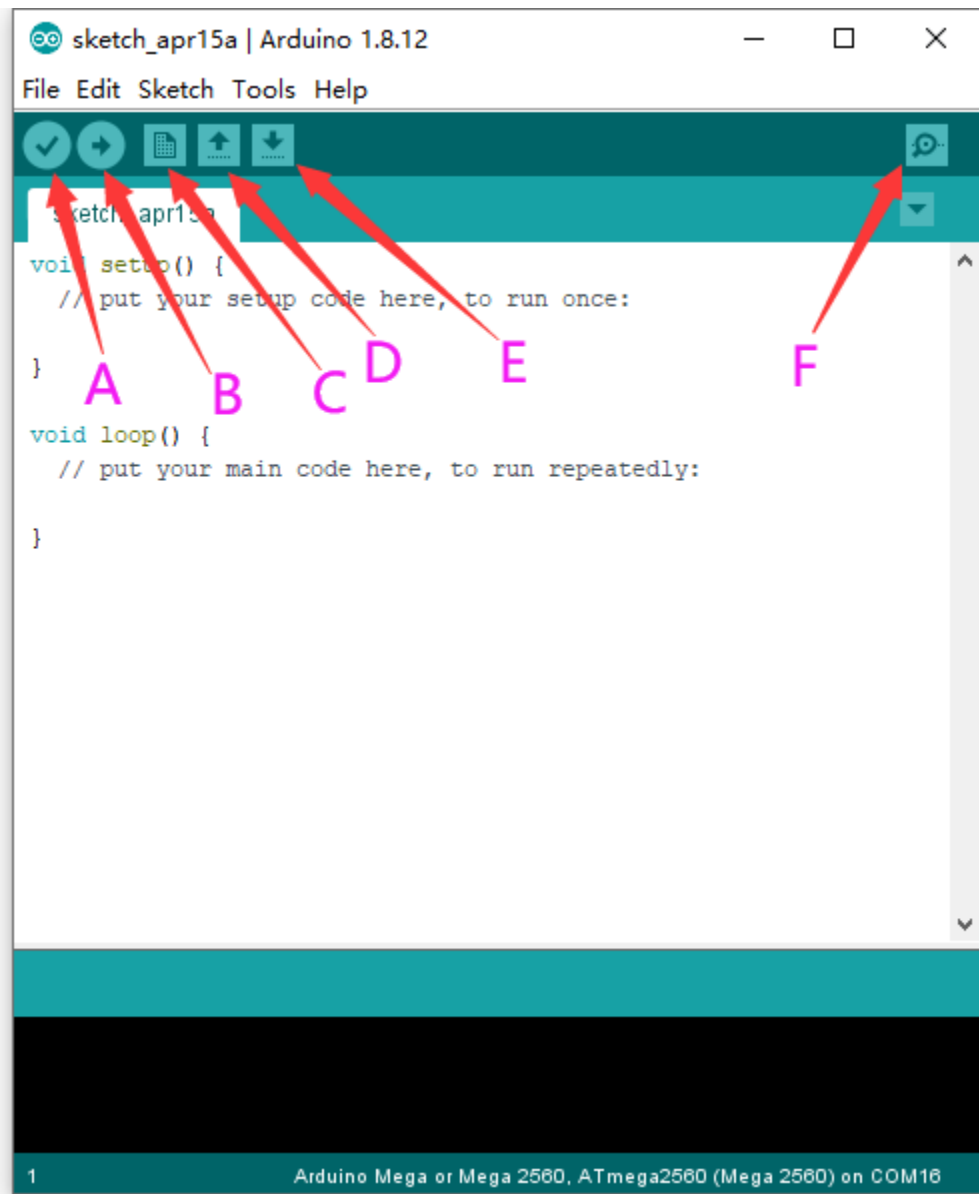 sketch_apr15a | Arduino 1.8.12
File Edit Sketch Tools Help
sketch_apr15a
void setup() {
// put your setup code here, to run once:
}
A B C D E F
void loop() {
// put your main code here, to run repeatedly:
}
1 Arduino Mega or Mega 2560, ATmega2560 (Mega 2560) on COM16